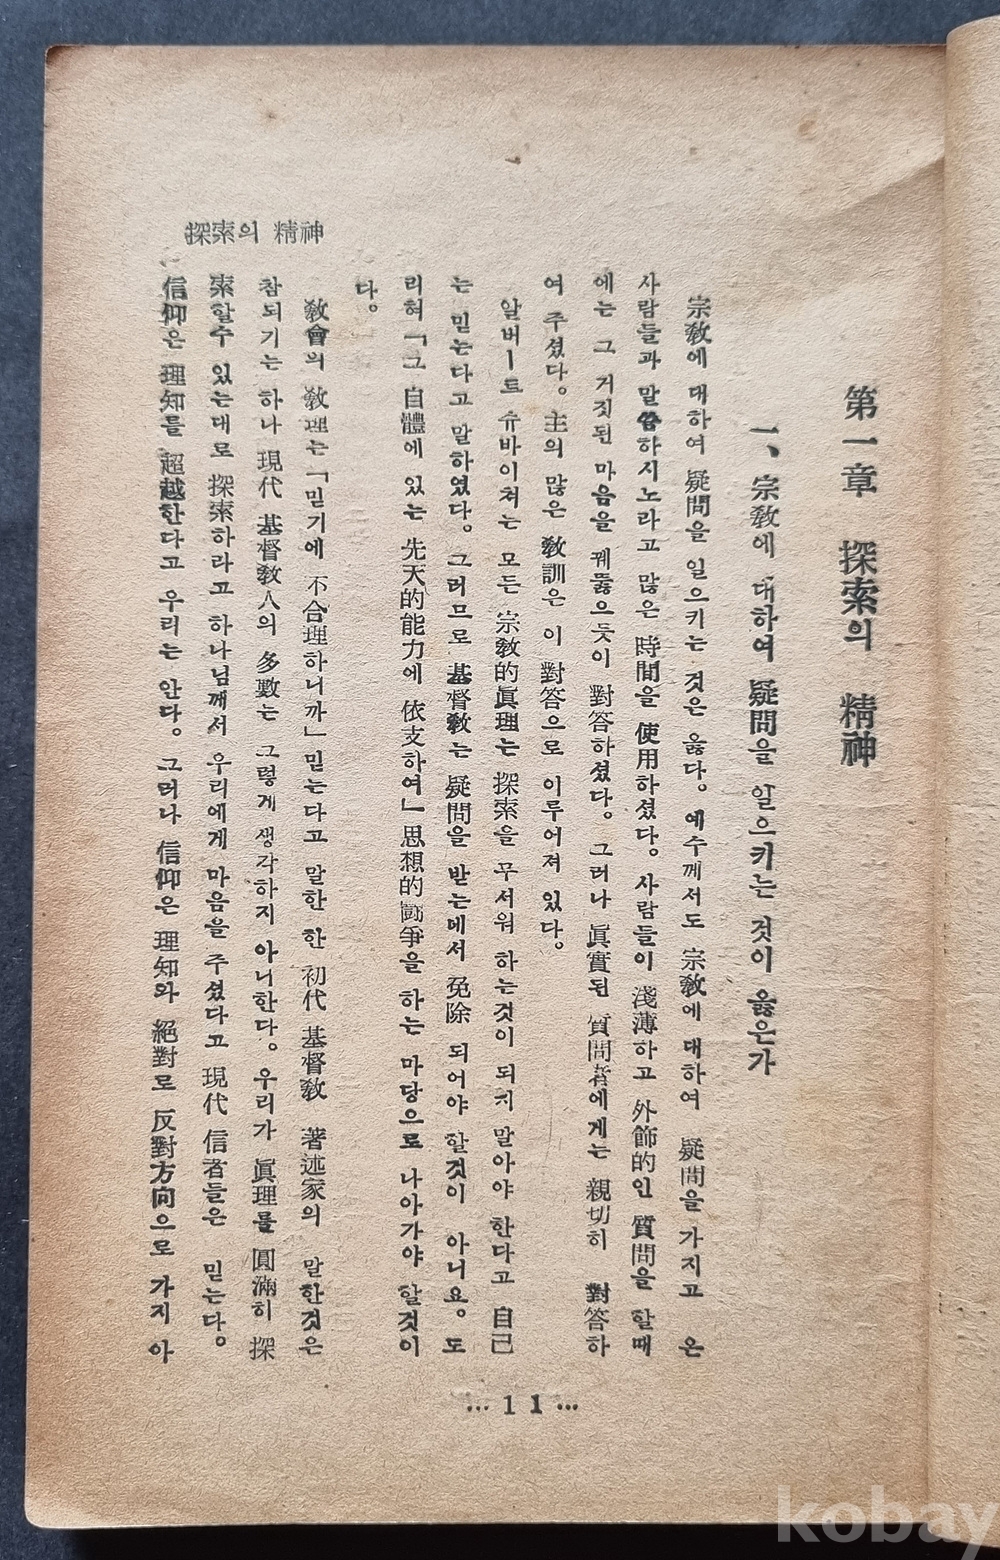 第一章 探索의 精神
一、宗敎에 대하여 疑問을 일으키는 것이 옳은가
宗敎에 대하여 疑問을 일으키는 것은 옳다。예수께서도 宗敎에 대하여 疑問을 가지고 온
사람들과 말씀하시노라고 많은 時間을 使用하셨다。사람들이 淺薄하고 外飾的인 質問을 할때
에는 그 거짓된 마음을 꿰뚫으듯이 對答하셨다。그러나 眞實된 質問者에게는 親切히 對答하
여 주셨다。主의 많은 敎訓은 이 對答으로 이루어져 있다。
알버ㅡ트 슈바이쳐는 모든 宗敎的眞理는 探索을 무서워 하는것이 되지 말아야 한다고 自己
는 믿는다고 말하였다。그러므로 基督敎는 疑問을 받는데서 免除 되어야 할것이 아니요。도
리혀「그 自體에 있는 先天的能力에 依支하여」思想的 鬪爭을 하는 마당으로 나아가야 할것이
다。
敎會의 敎理는「믿기에 不合理하니까」믿는다고 말한 한 初代 基督敎 著述家의 말한것은
참되기는 하나 現代 基督敎人의 多數는 그렇게 생각하지 아니한다。우리가 眞理를 圓滿히 探
索할수 있는대로 探索하라고 하나님께서 우리에게 마음을 주셨다고 現代 信者들은 믿는다。
信仰은 理知를 超越한다고 우리는 안다。그러나 信仰은 理知와 絕對로 反對方向으로 가지 아
探索의 精神
… 11 …
kobay